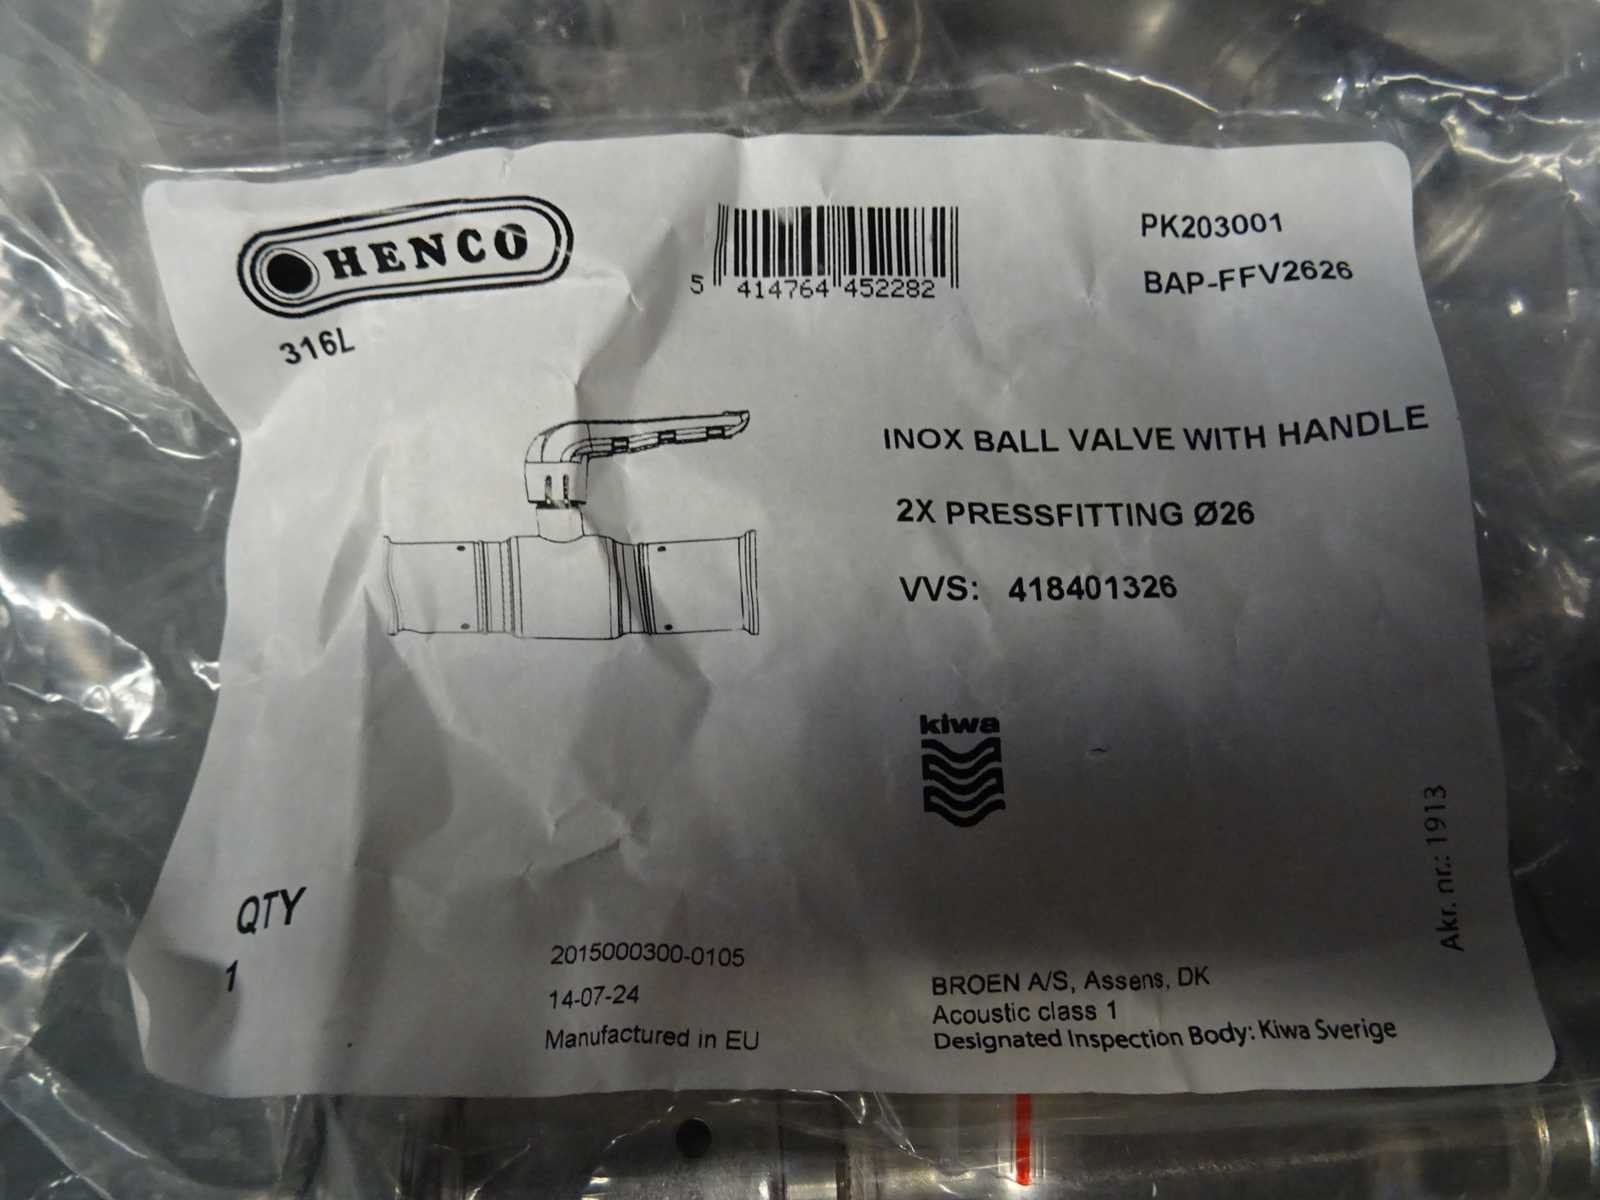 HENCO
316L
5 414764 452282
PK203001
BAP-FFV2626
INOX BALL VALVE WITH HANDLE
2X PRESSFITTING Ø26
VVS: 418401326
kiwa
Akr. nr.: 1913
QTY
1
2015000300-0105
14-07-24
Manufactured in EU
BROEN A/S, Assens, DK
Acoustic class 1
Designated Inspection Body: Kiwa Sverige